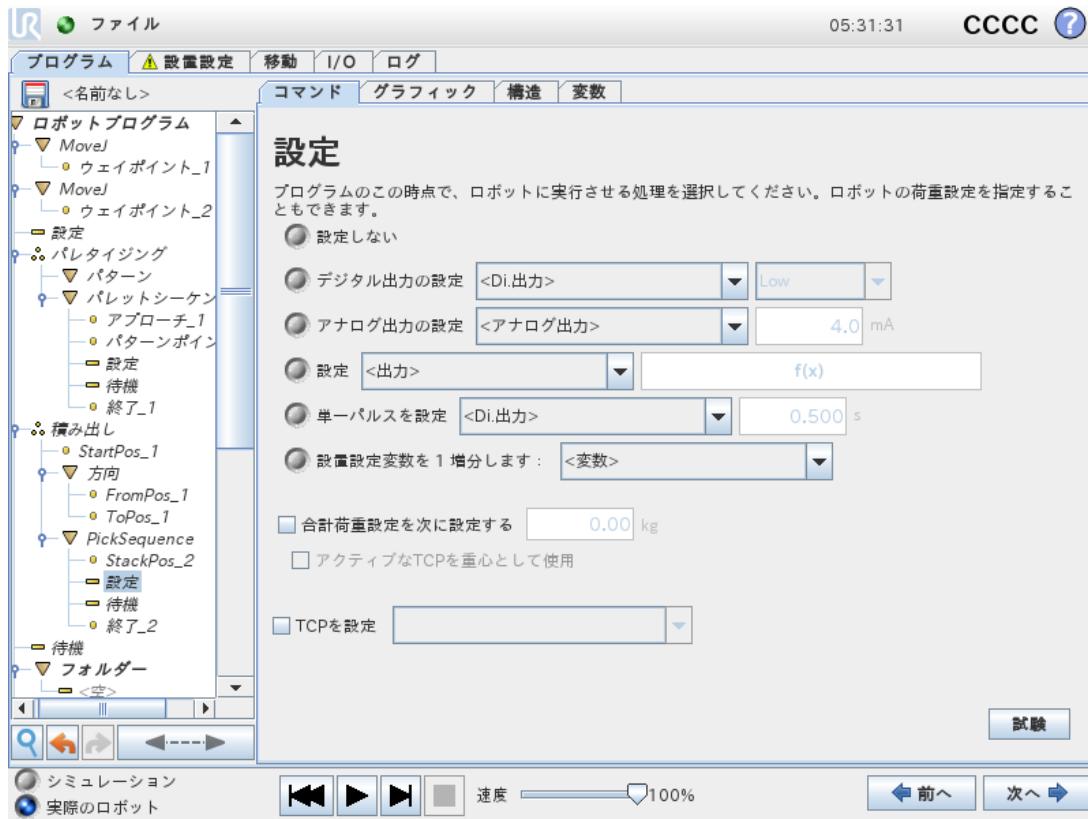 UR ファイル 05:31:31 CCCC ?
プログラム 設置設定 移動 I/O ログ
<名前なし>
コマンド グラフィック 構造 変数
ロボットプログラム
MoveJ
ウェイポイント_1
MoveJ
ウェイポイント_2
設定
パレタイジング
パターン
パレットシーケン
アプローチ_1
パターンポイン
設定
待機
終了_1
積み出し
StartPos_1
方向
FromPos_1
ToPos_1
PickSequence
StackPos_2
設定
待機
終了_2
待機
フォルダー
<空>
設定
プログラムのこの時点で、ロボットに実行させる処理を選択してください。ロボットの荷重設定を指定するこ
ともできます。
設定しない
デジタル出力の設定 <Di.出力> Low
アナログ出力の設定 <アナログ出力> 4.0 mA
設定 <出力> f(x)
単一パルスを設定 <Di.出力> 0.500 s
設置設定変数を 1 増分します： <変数>
合計荷重設定を次に設定する 0.00 kg
アクティブなTCPを重心として使用
TCPを設定
試験
シミュレーション
実際のロボット
速度 100%
前へ 次へ